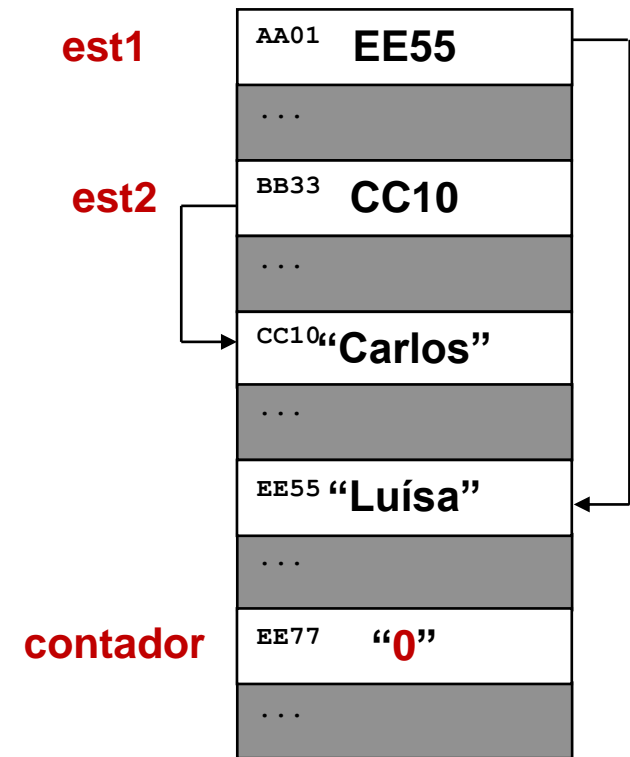 est1 AA01 EE55
...
est2 BB33 CC10
...
CC10 “Carlos”
...
EE55 “Luísa”
...
contador EE77 “0”
...